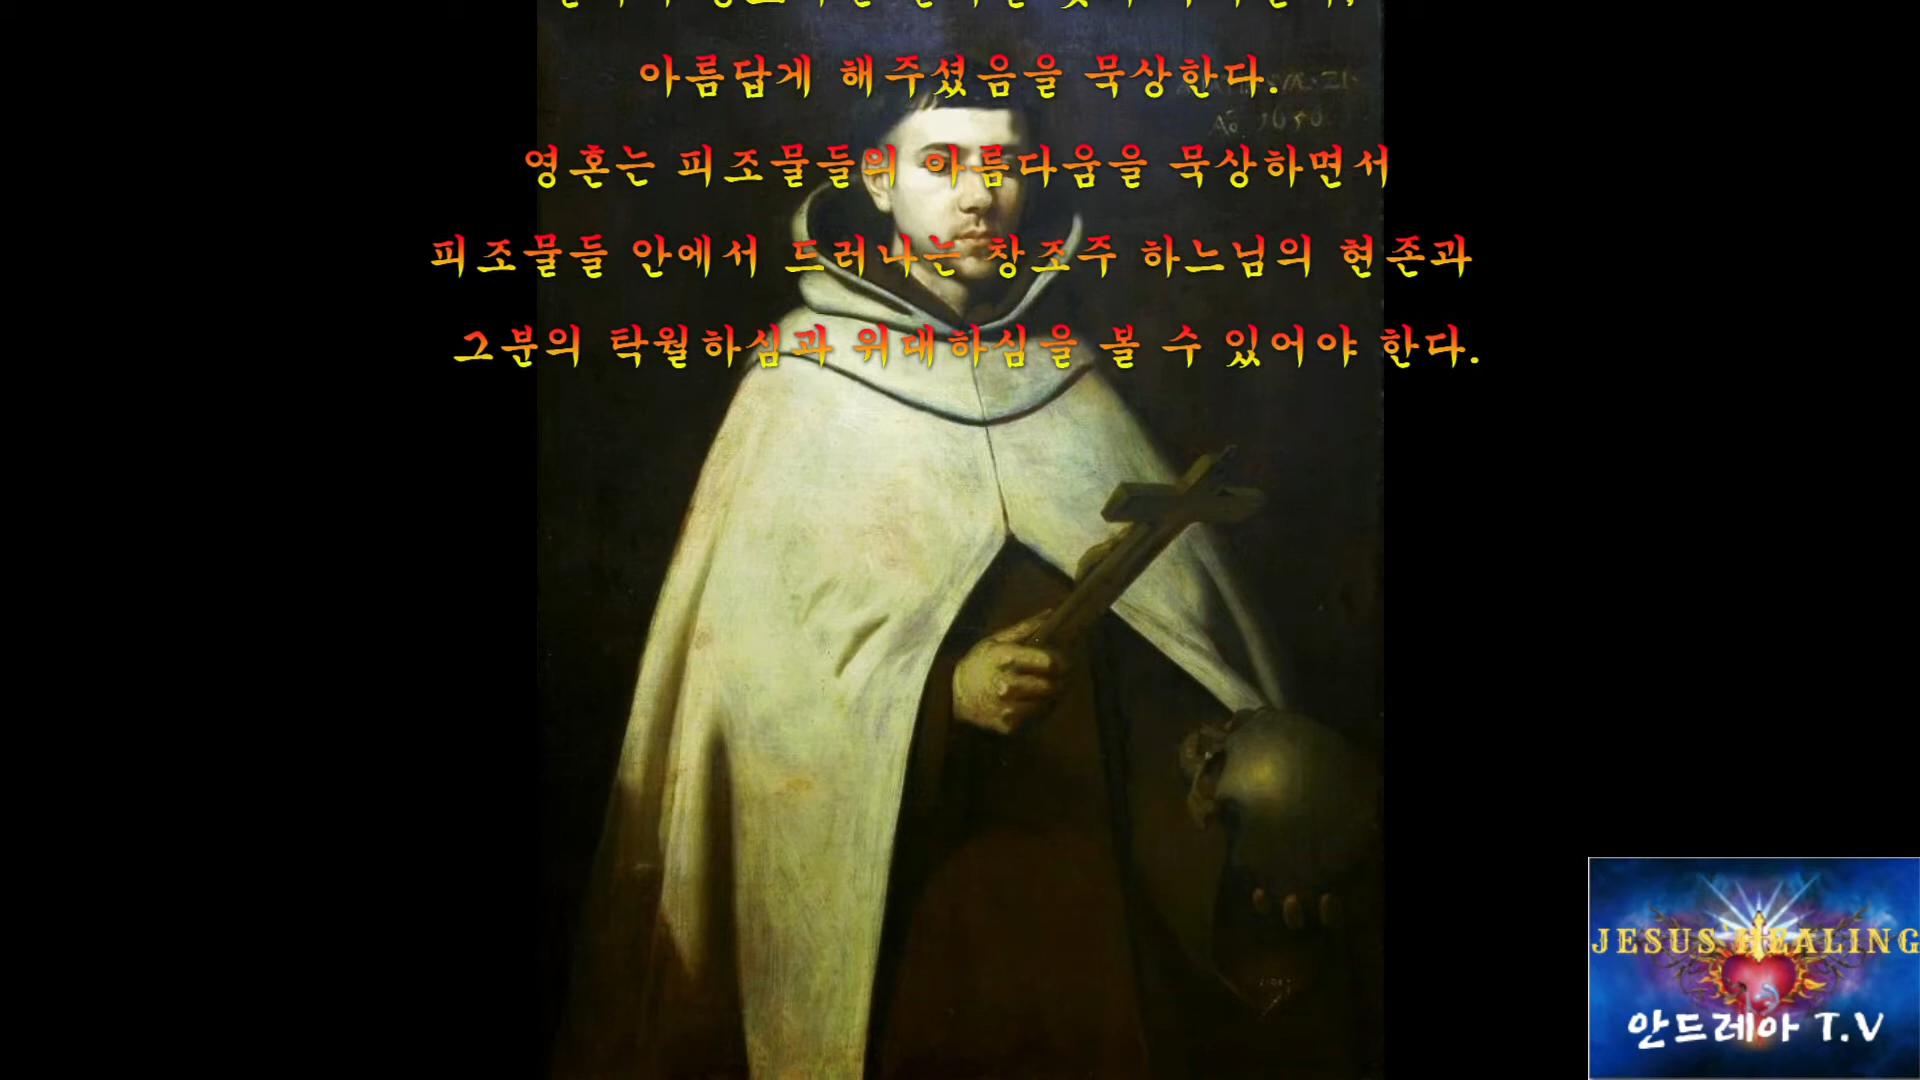 아름답게 해주셨음을 묵상한다.
영혼는 피조물들의 아름다움을 묵상하면서
피조물들 안에서 드러나는 창조주 하느님의 현존과
그분의 탁월하심과 위대하심을 볼 수 있어야 한다.
JESUS HEALING
안드레아 T.V